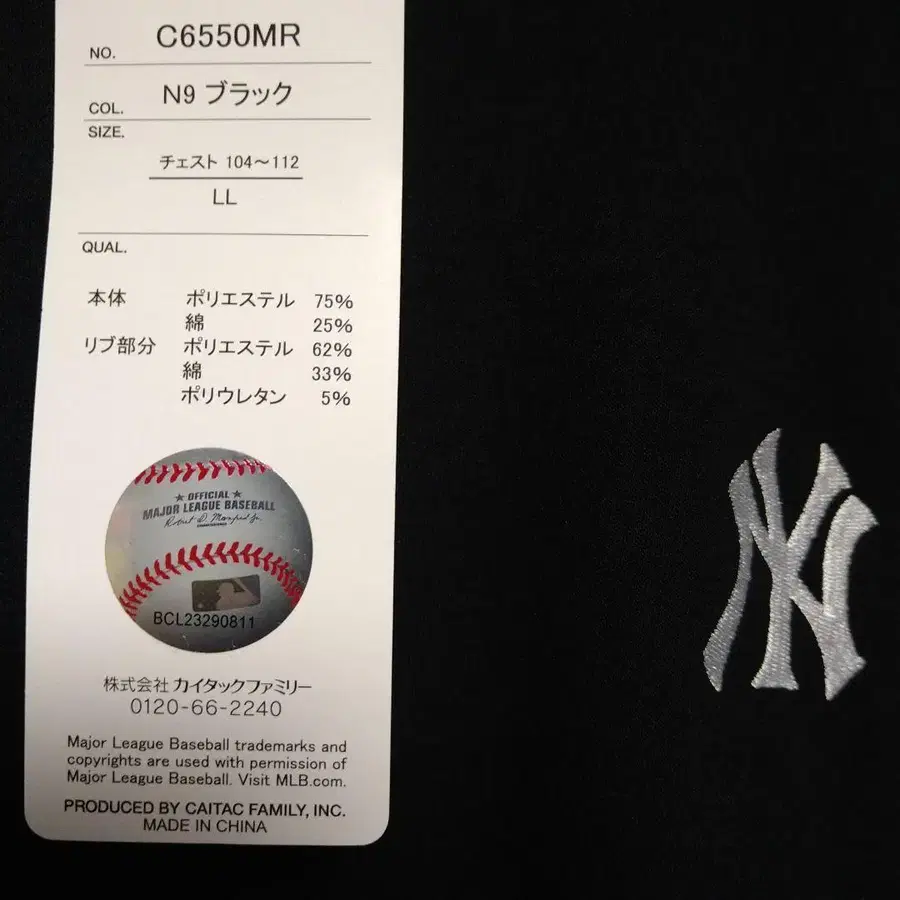 NO. C6550MR
COL. N9 ブラック
SIZE.
チェスト 104～112
LL
QUAL.
本体 ポリエステル 75%
綿 25%
リブ部分 ポリエステル 62%
綿 33%
ポリウレタン 5%
★ OFFICIAL ★
MAJOR LEAGUE BASEBALL
Robert D. Manfred Jr.
BCL23290811
株式会社 カイタックファミリー
0120-66-2240
Major League Baseball trademarks and
copyrights are used with permission of
Major League Baseball. Visit MLB.com.
PRODUCED BY CAITAC FAMILY, INC.
MADE IN CHINA
NY